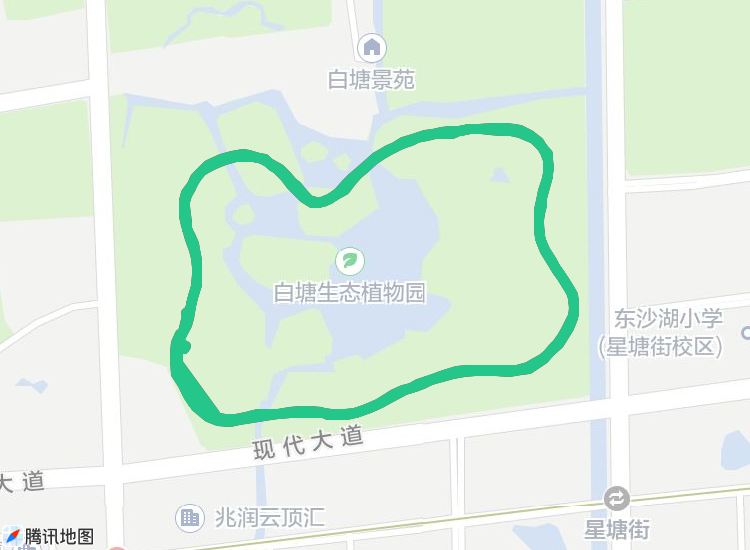 白塘景苑
白塘生态植物园
东沙湖小学
(星塘街校区)
现代大道
大道
兆润云顶汇
星塘街
腾讯地图